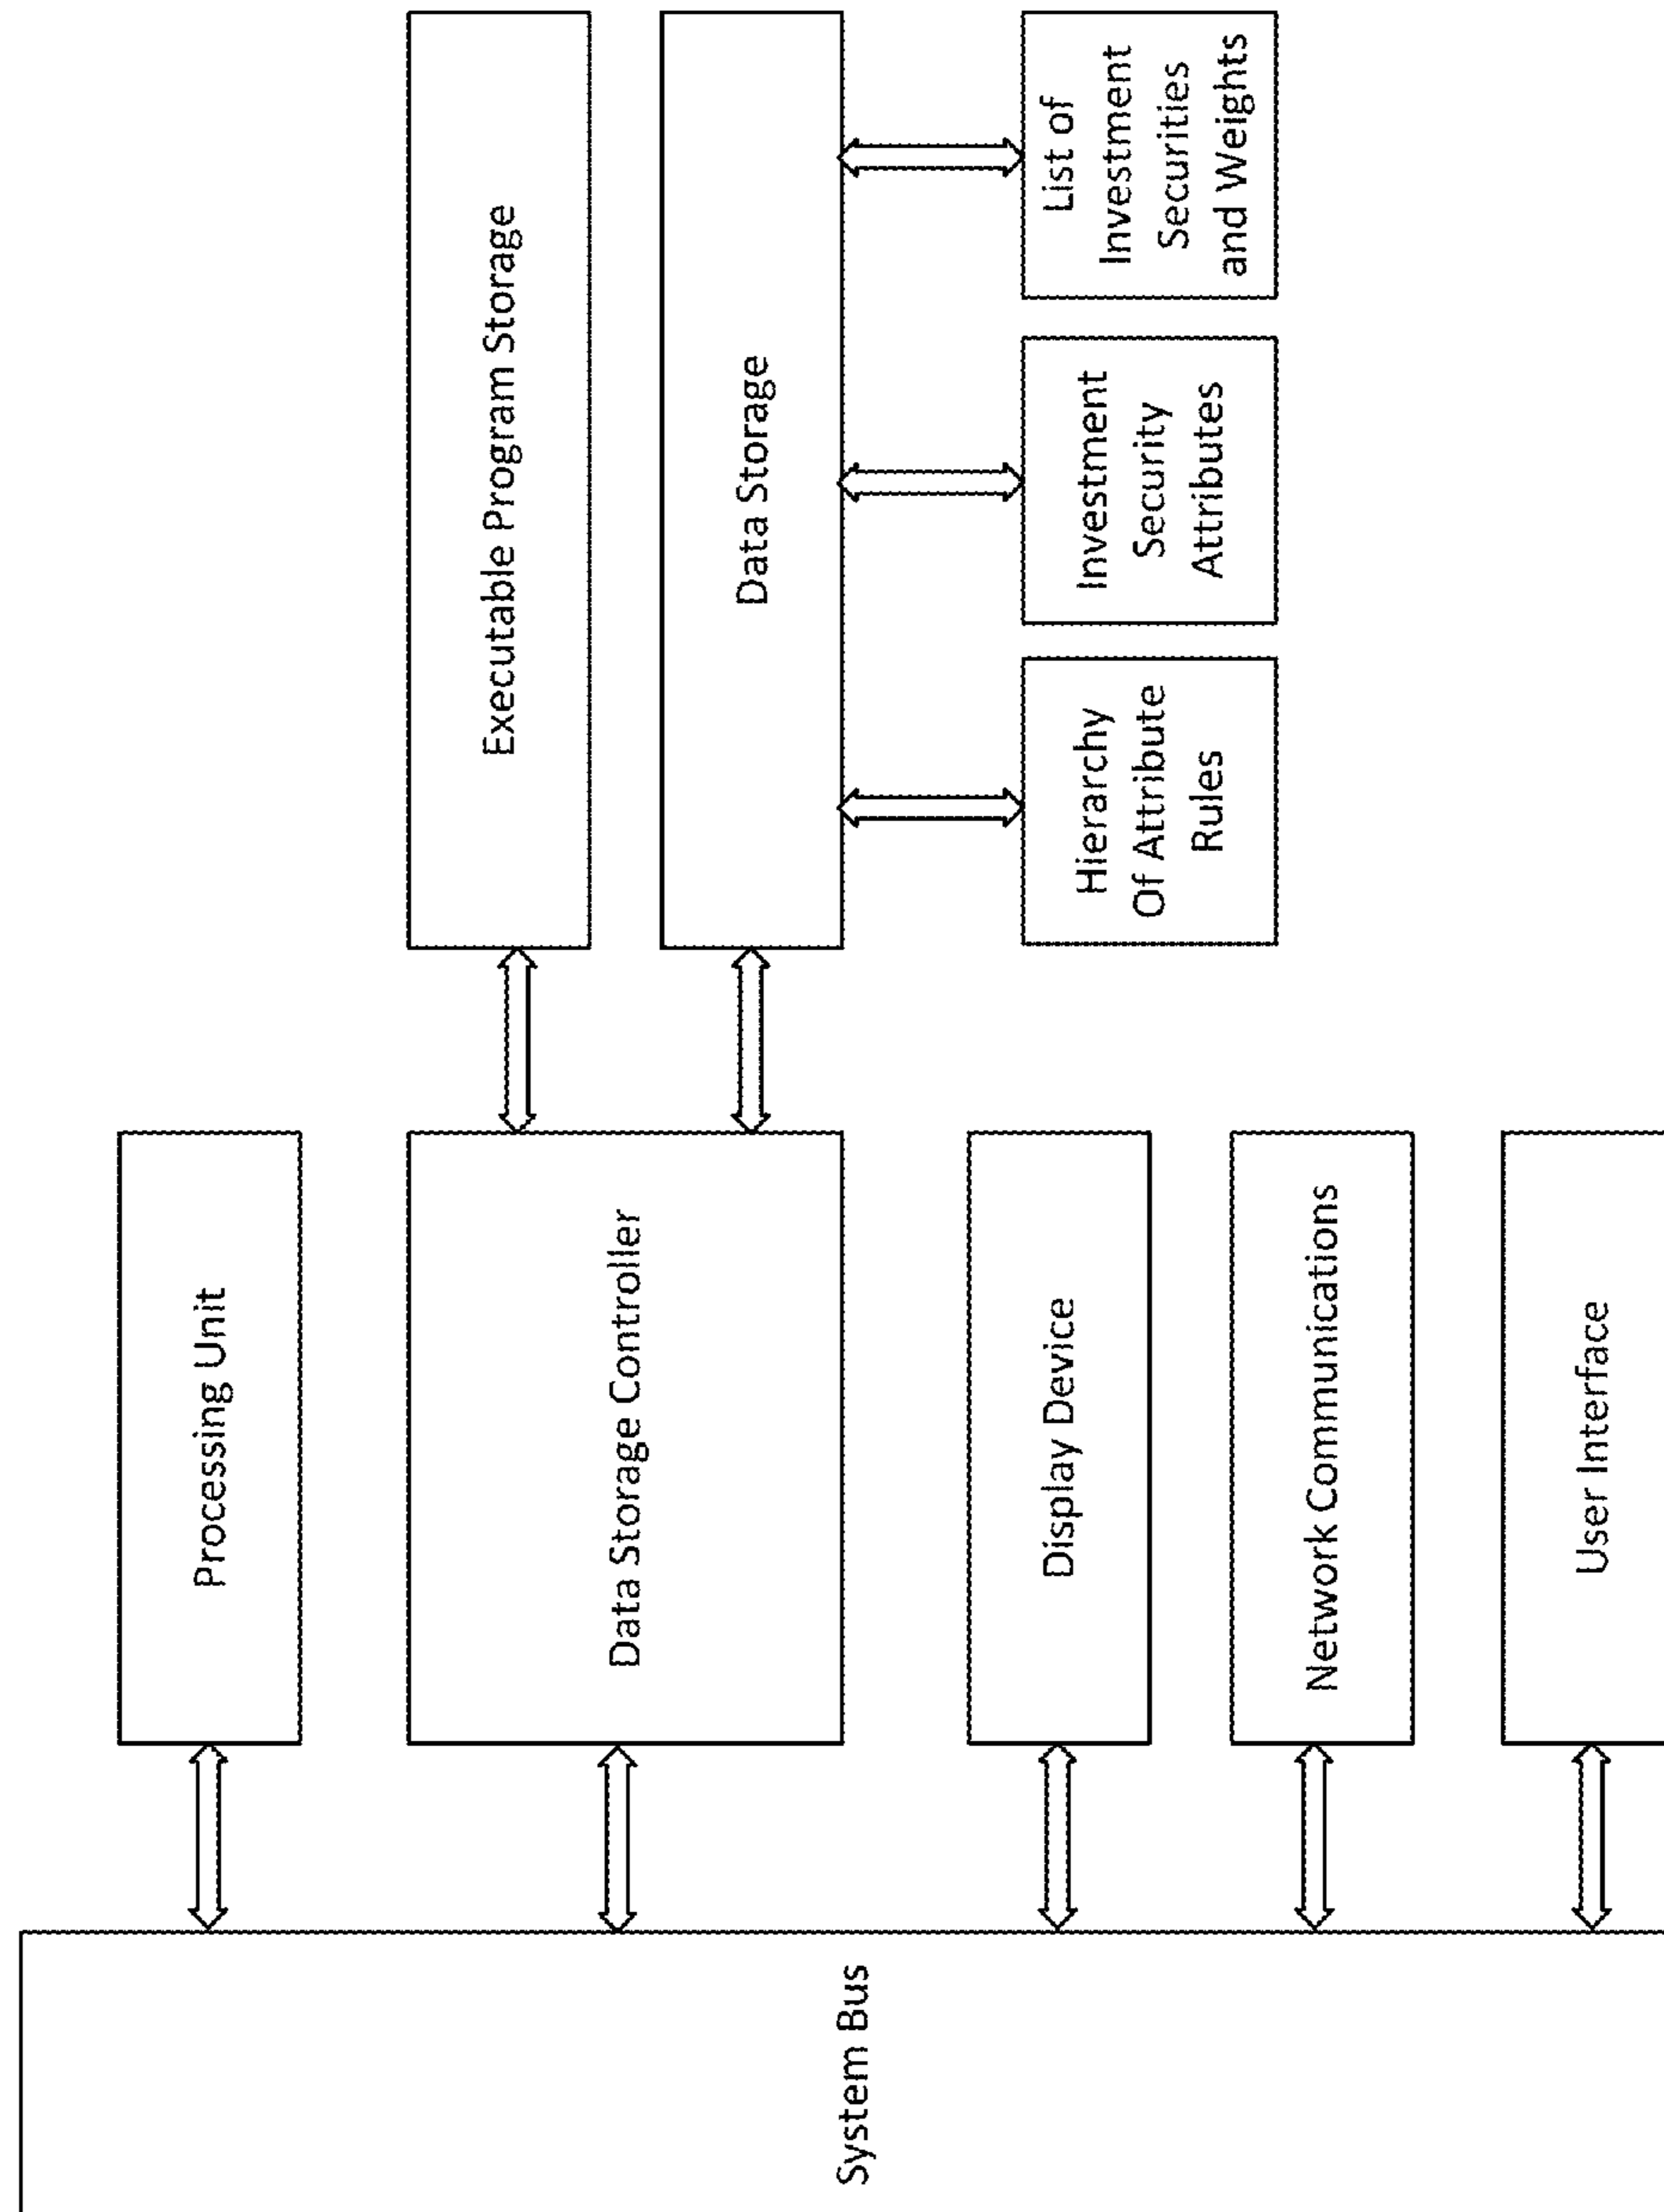 System Bus
Processing Unit
Data Storage Controller
Display Device
Network Communications
User Interface
Executable Program Storage
Data Storage
Hierarchy
Of Attribute
Rules
Investment
Security
Attributes
List of
Investment
Securities
and Weights